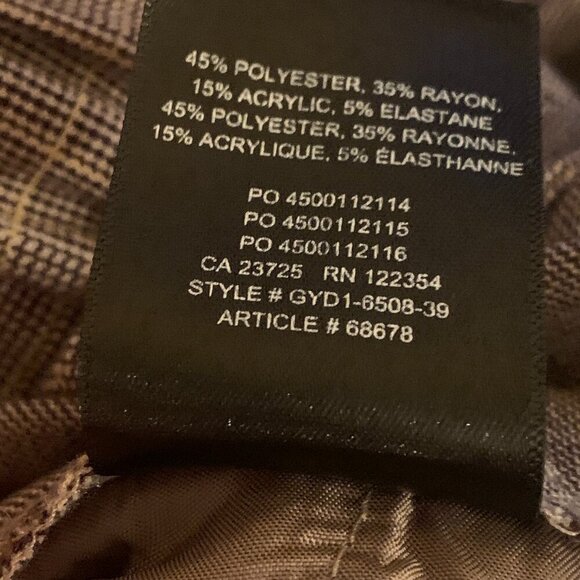 45% POLYESTER, 35% RAYON,
15% ACRYLIC, 5% ELASTANE
45% POLYESTER, 35% RAYONNE,
15% ACRYLIQUE, 5% ÉLASTHANNE
PO 4500112114
PO 4500112115
PO 4500112116
CA 23725 RN 122354
STYLE # GYD1-6508-39
ARTICLE # 68678